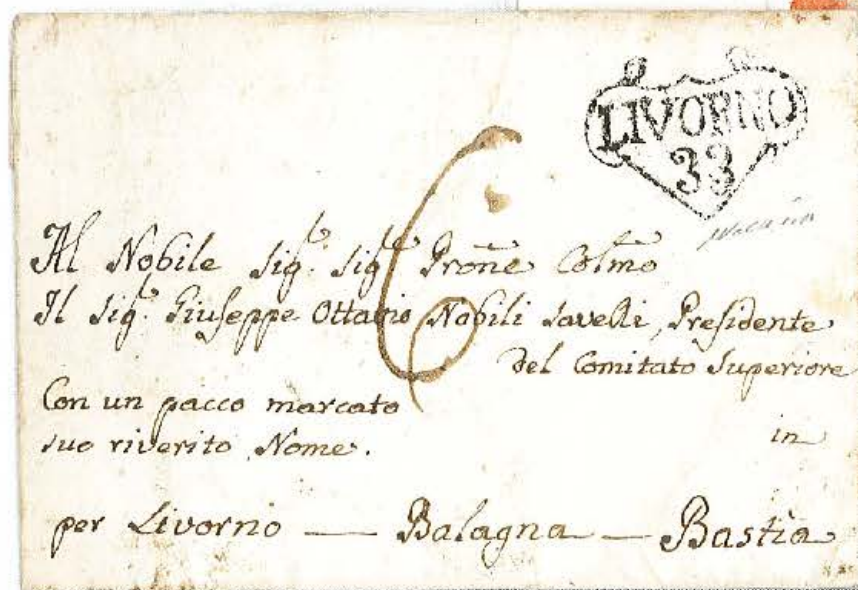 LIVORNO
33
6
Al Nobile Sig.r Sig.r Prone Colmo
Il Sig.r Giuseppe Ottavio Nobili Savelli, Presidente
Del Comitato Superiore
Con un pacco marcato
suo riverito Nome.
in
per Livorno — Balagna — Bastia